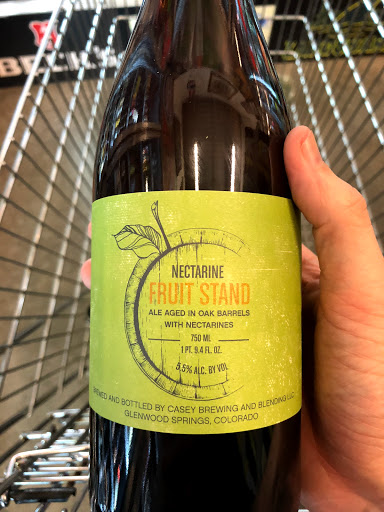 NECTARINE
FRUIT STAND
ALE AGED IN OAK BARRELS
WITH NECTARINES
750 ML
1 PT. 9.4 FL. OZ.
5.5% ALC. BY VOL
AND BOTTLED BY CASEY BREWING AND BLENDING LLC
GLENWOOD SPRINGS, COLORADO